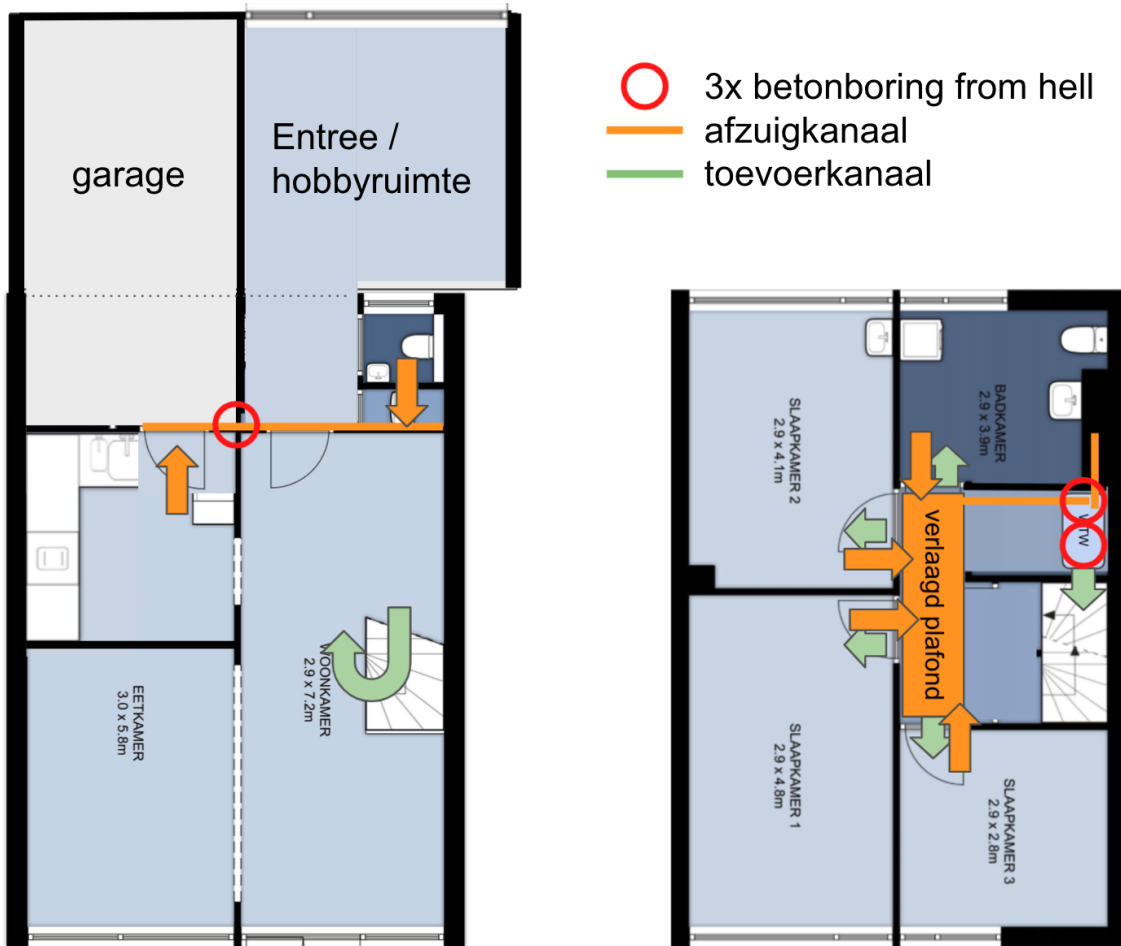 3x betonboring from hell
afzuigkanaal
toevoerkanaal
garage
Entree /
hobbyruimte
WOONKAMER
2.9 x 7.2m
EETKAMER
3.0 x 5.8m
SLAAPKAMER 2
2.9 x 4.1m
BADKAMER
2.9 x 3.9m
WTW
verlaagd plafond
SLAAPKAMER 1
2.9 x 4.8m
SLAAPKAMER 3
2.9 x 2.8m